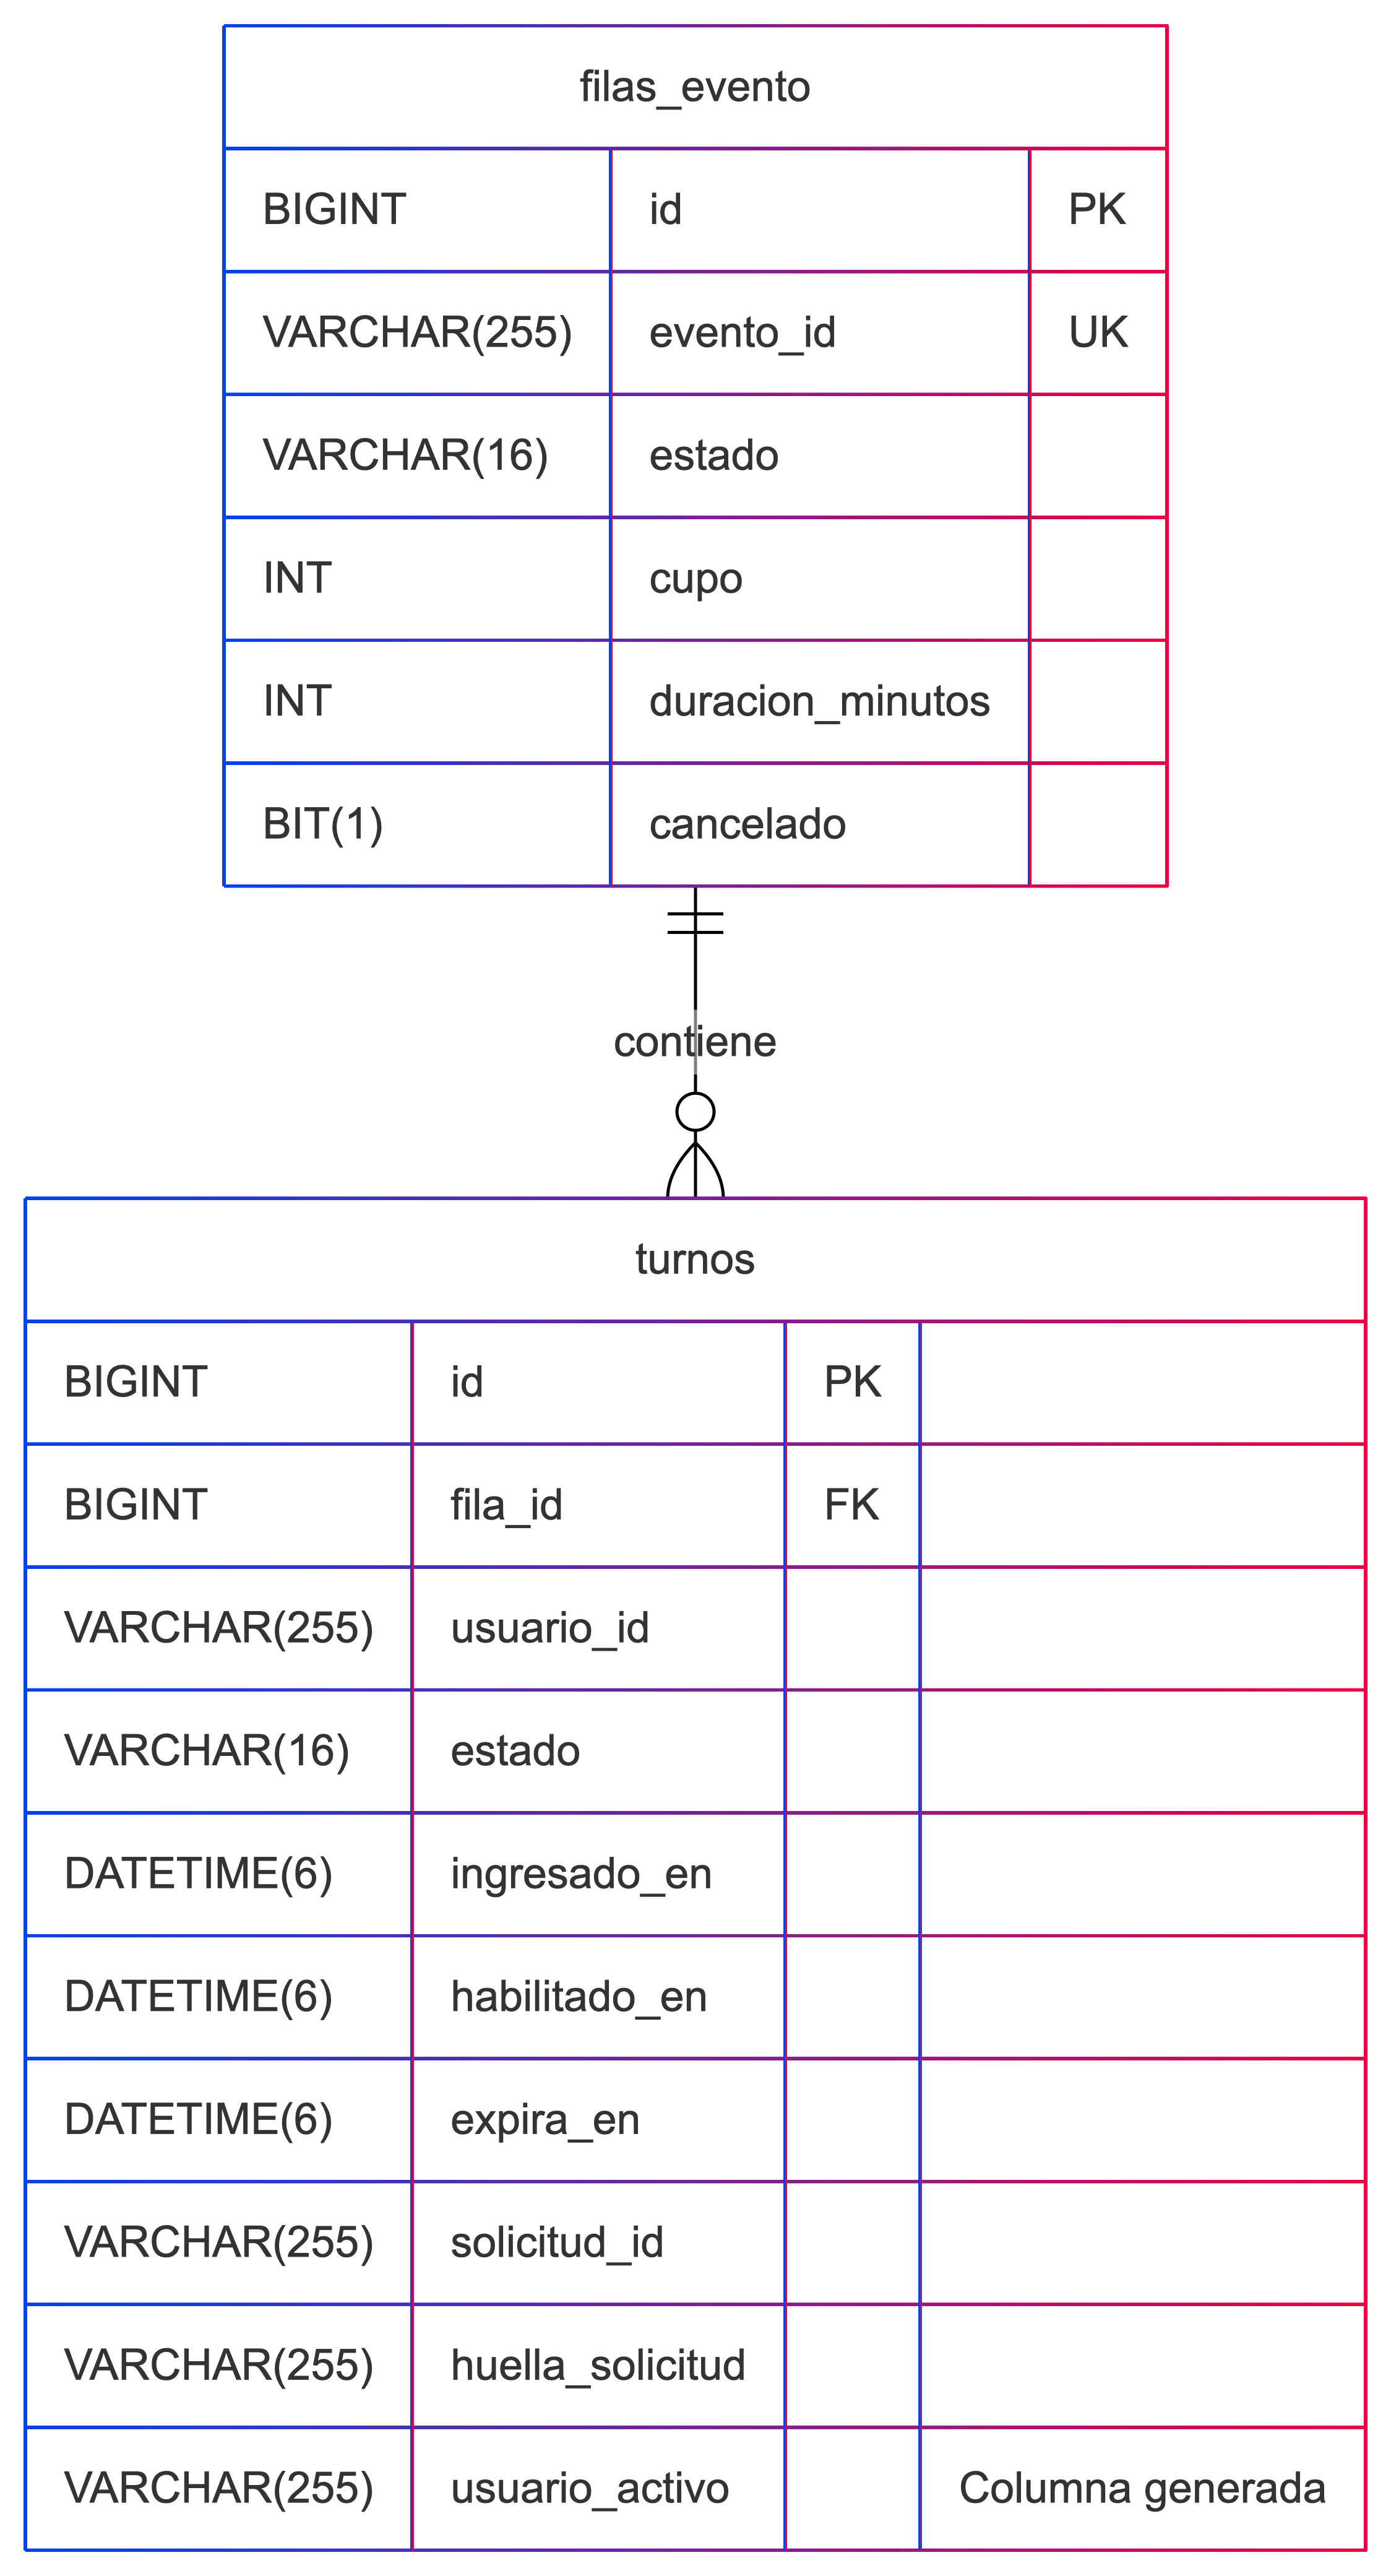 filas_evento
BIGINT id PK
VARCHAR(255) evento_id UK
VARCHAR(16) estado
INT cupo
INT duracion_minutos
BIT(1) cancelado
contiene
turnos
BIGINT id PK
BIGINT fila_id FK
VARCHAR(255) usuario_id
VARCHAR(16) estado
DATETIME(6) ingresado_en
DATETIME(6) habilitado_en
DATETIME(6) expira_en
VARCHAR(255) solicitud_id
VARCHAR(255) huella_solicitud
VARCHAR(255) usuario_activo Columna generada